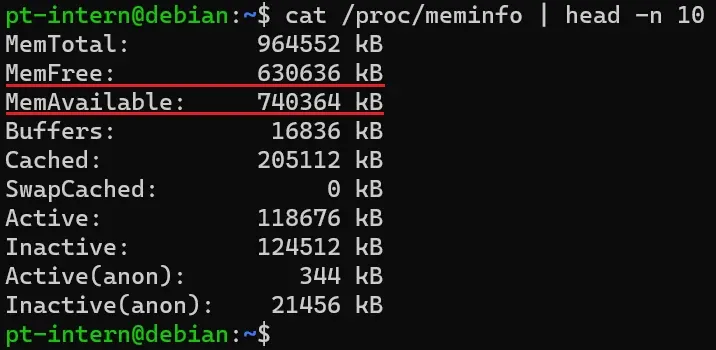 pt-intern@debian:~$ cat /proc/meminfo | head -n 10
MemTotal:         964552 kB
MemFree:          630636 kB
MemAvailable:     740364 kB
Buffers:           16836 kB
Cached:           205112 kB
SwapCached:            0 kB
Active:           118676 kB
Inactive:         124512 kB
Active(anon):        344 kB
Inactive(anon):    21456 kB
pt-intern@debian:~$